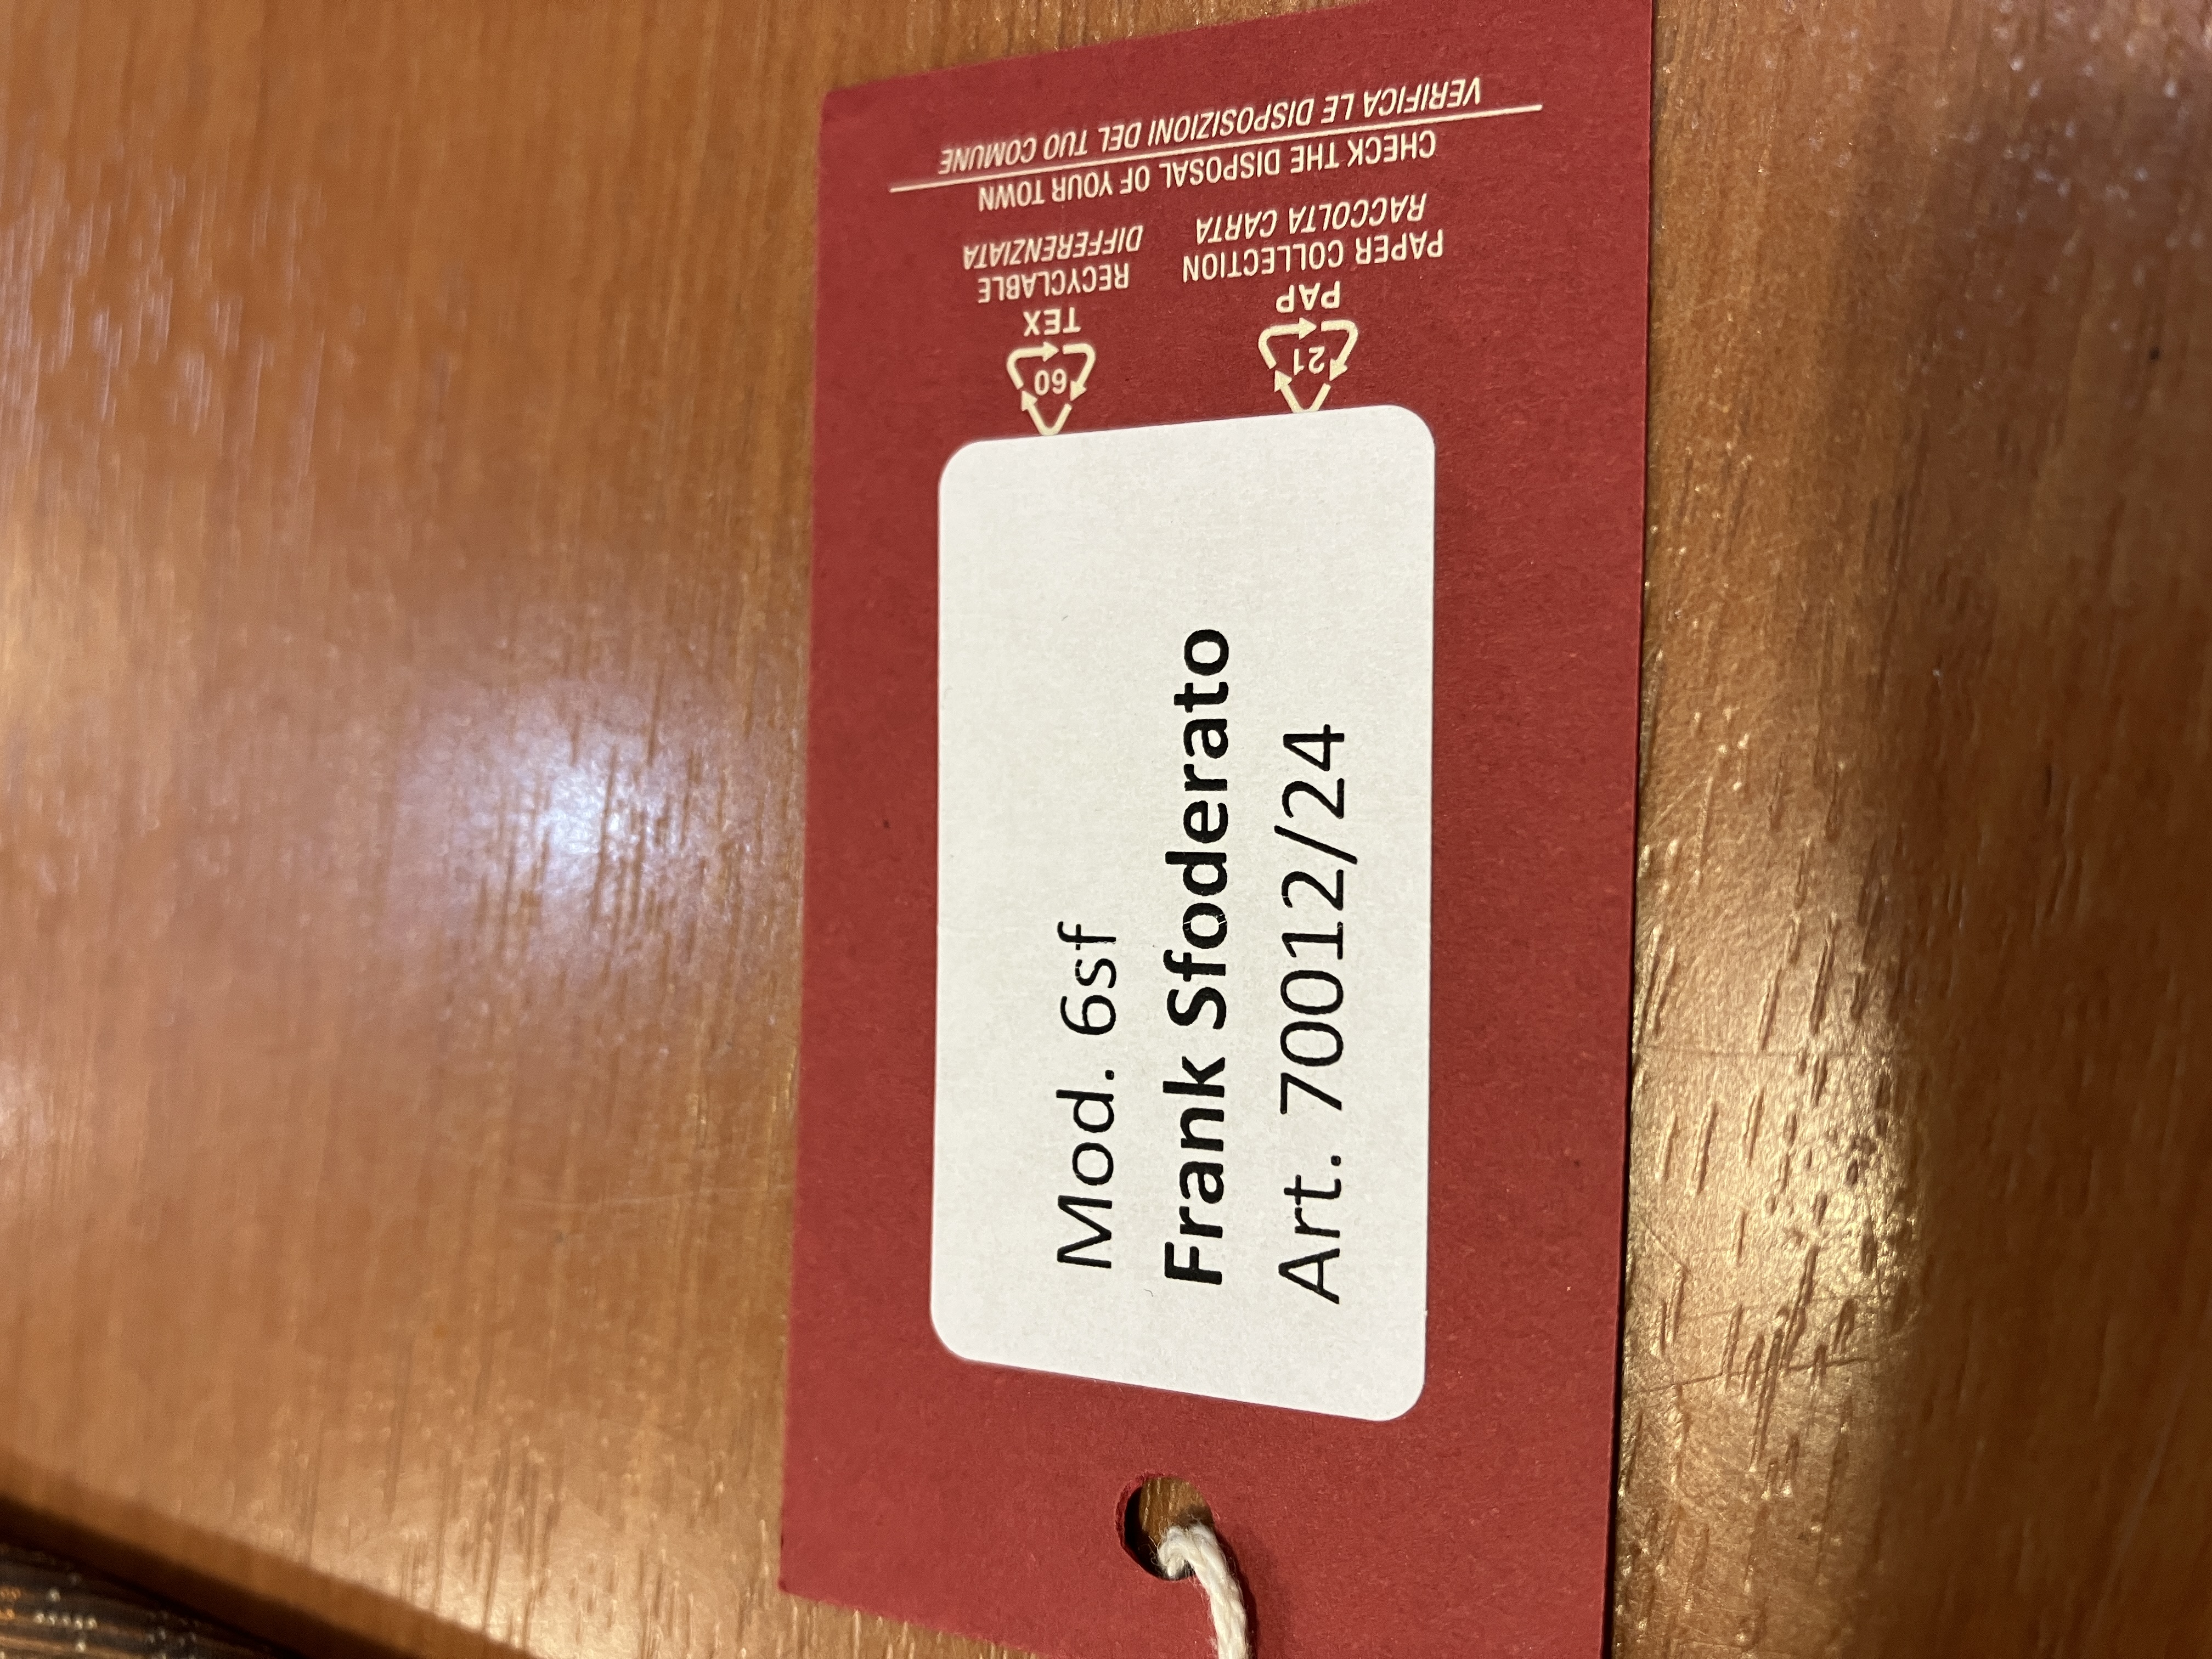 Mod. 6sf
Frank Sfoderato
Art. 70012/24
60
TEX
RECYCLABLE
DIFFERENZIATA
21
PAP
PAPER COLLECTION
RACCOLTA CARTA
CHECK THE DISPOSAL OF YOUR TOWN
VERIFICA LE DISPOSIZIONI DEL TUO COMUNE